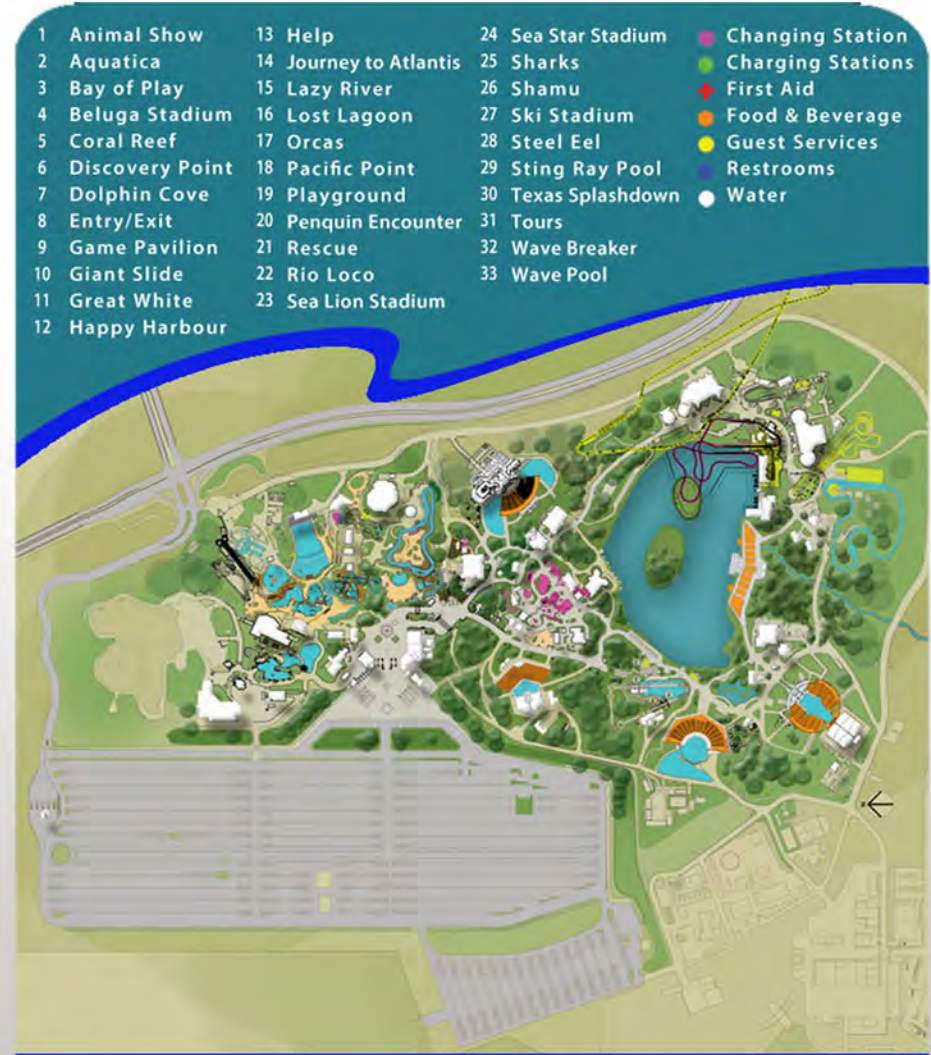 1 Animal Show
2 Aquatica
3 Bay of Play
4 Beluga Stadium
5 Coral Reef
6 Discovery Point
7 Dolphin Cove
8 Entry/Exit
9 Game Pavilion
10 Giant Slide
11 Great White
12 Happy Harbour
13 Help
14 Journey to Atlantis
15 Lazy River
16 Lost Lagoon
17 Orcas
18 Pacific Point
19 Playground
20 Penquin Encounter
21 Rescue
22 Rio Loco
23 Sea Lion Stadium
24 Sea Star Stadium
25 Sharks
26 Shamu
27 Ski Stadium
28 Steel Eel
29 Sting Ray Pool
30 Texas Splashdown
31 Tours
32 Wave Breaker
33 Wave Pool
Changing Station
Charging Stations
First Aid
Food & Beverage
Guest Services
Restrooms
Water